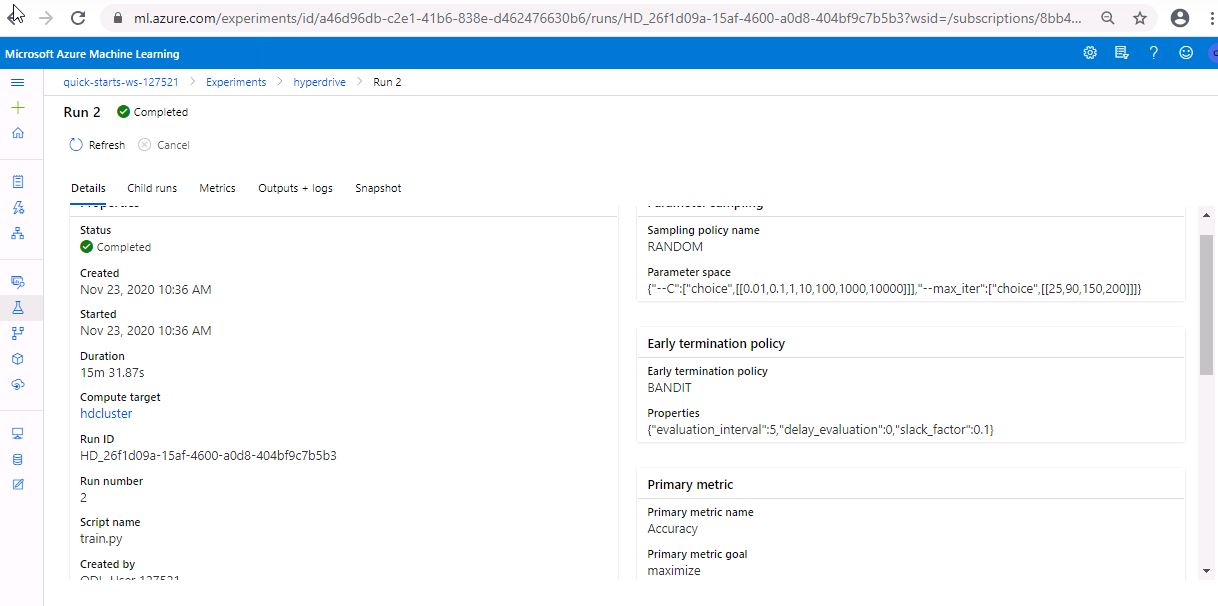 ml.azure.com/experiments/id/a46d96db-c2e1-41b6-838e-d462476630b6/runs/HD_26f1d09a-15af-4600-a0d8-404bf9c7b5b3?wsid=/subscriptions/8bb4...
Microsoft Azure Machine Learning
quick-starts-ws-127521 > Experiments > hyperdrive > Run 2
Run 2 Completed
Refresh Cancel
Details Child runs Metrics Outputs + logs Snapshot
Properties
Status
Completed
Created
Nov 23, 2020 10:36 AM
Started
Nov 23, 2020 10:36 AM
Duration
15m 31.87s
Compute target
hdcluster
Run ID
HD_26f1d09a-15af-4600-a0d8-404bf9c7b5b3
Run number
2
Script name
train.py
Created by
ODL_User 127521
Parameter sampling
Sampling policy name
RANDOM
Parameter space
{"--C":["choice",[[0.01,0.1,1,10,100,1000,10000]]],"--max_iter":["choice",[[25,90,150,200]]]}
Early termination policy
Early termination policy
BANDIT
Properties
{"evaluation_interval":5,"delay_evaluation":0,"slack_factor":0.1}
Primary metric
Primary metric name
Accuracy
Primary metric goal
maximize